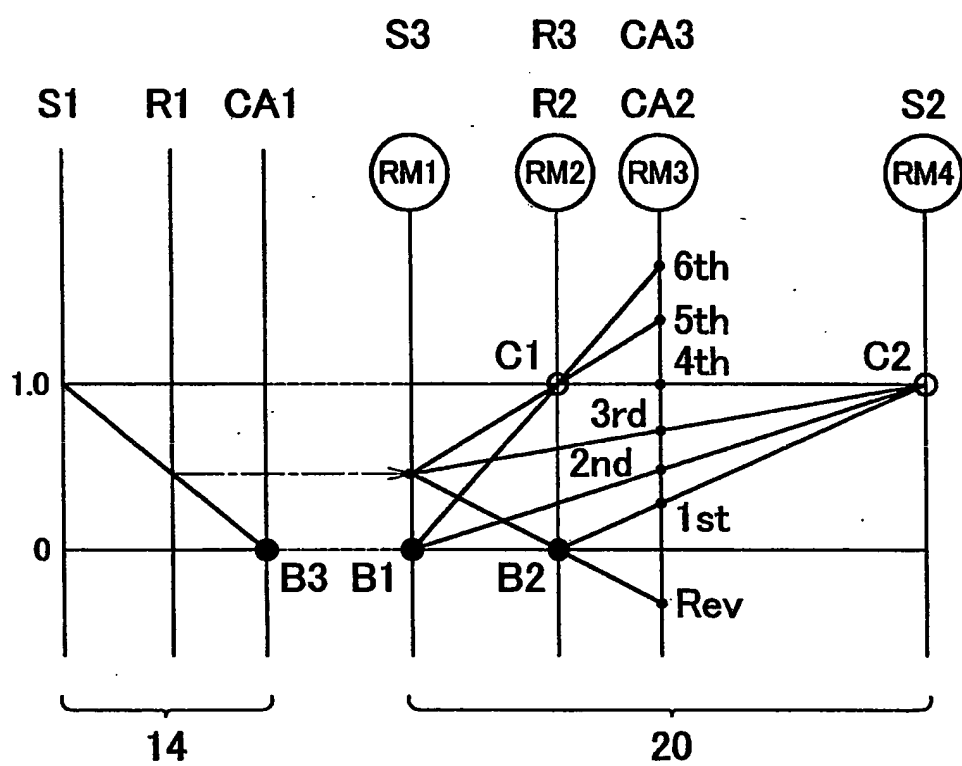 S3 R3 CA3
S1 R1 CA1 R2 CA2 S2
RM1 RM2 RM3 RM4
6th
5th
C1 4th C2
1.0
3rd
2nd
1st
0
B3 B1 B2
Rev
14 20